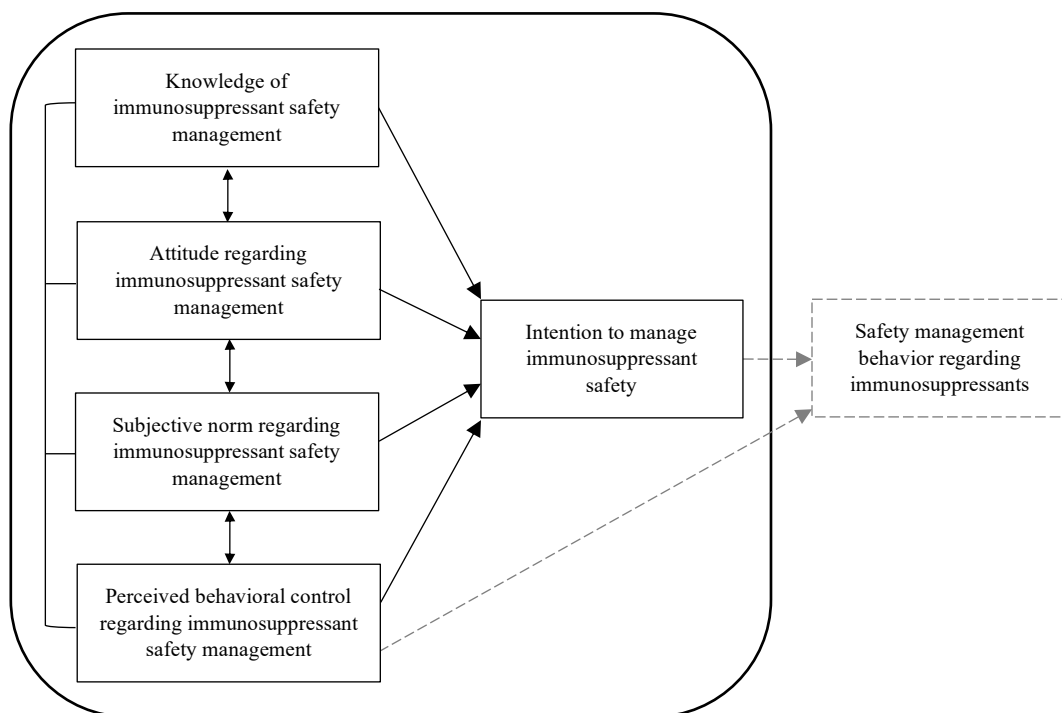 Knowledge of
immunosuppressant safety
management
Attitude regarding
immunosuppressant safety
management
Subjective norm regarding
immunosuppressant safety
management
Perceived behavioral control
regarding immunosuppressant
safety management
Intention to manage
immunosuppressant
safety
Safety management
behavior regarding
immunosuppressants